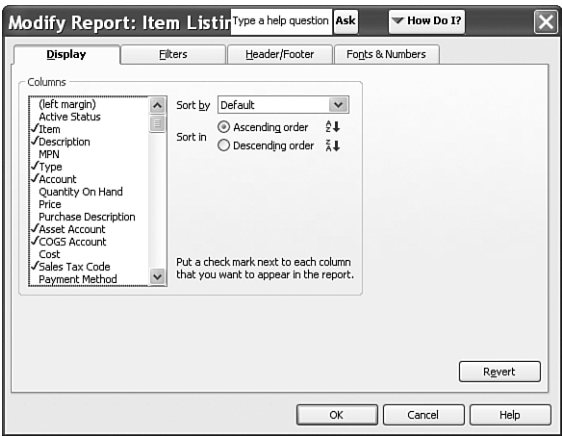 Modify Report: Item Listin Type a help question Ask How Do I?
Display Filters Header/Footer Fonts & Numbers
Columns
(left margin)
Active Status
Item
Description
MPN
Type
Account
Quantity On Hand
Price
Purchase Description
Asset Account
COGS Account
Cost
Sales Tax Code
Payment Method
Sort by Default
Sort in
Ascending order
A
Z
Descending order
Z
A
Put a check mark next to each column
that you want to appear in the report.
Revert
OK Cancel Help